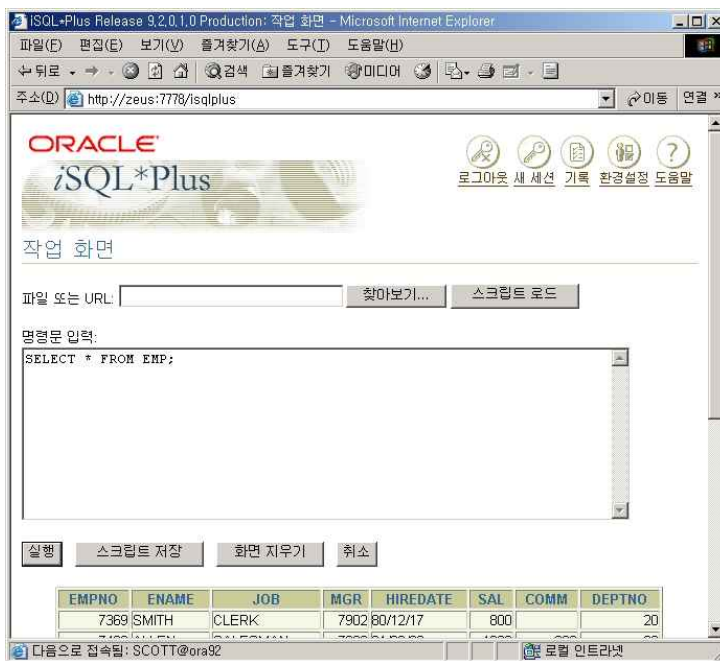 iSQL*Plus Release 9,2,0,1,0 Production: 작업 화면 - Microsoft Internet Explorer
파일(F) 편집(E) 보기(V) 즐겨찾기(A) 도구(T) 도움말(H)
뒤로 검색 즐겨찾기 미디어
주소(D) http://zeus:7778/isqlplus 이동 연결 »
ORACLE
iSQL*Plus
로그아웃 새 세션 기록 환경설정 도움말
작업 화면
파일 또는 URL: 찾아보기... 스크립트 로드
명령문 입력:
SELECT * FROM EMP;
실행 스크립트 저장 화면 지우기 취소
EMPNO ENAME JOB MGR HIREDATE SAL COMM DEPTNO
7369 SMITH CLERK 7902 80/12/17 800 20
다음으로 접속됨: SCOTT@ora92 로컬 인트라넷